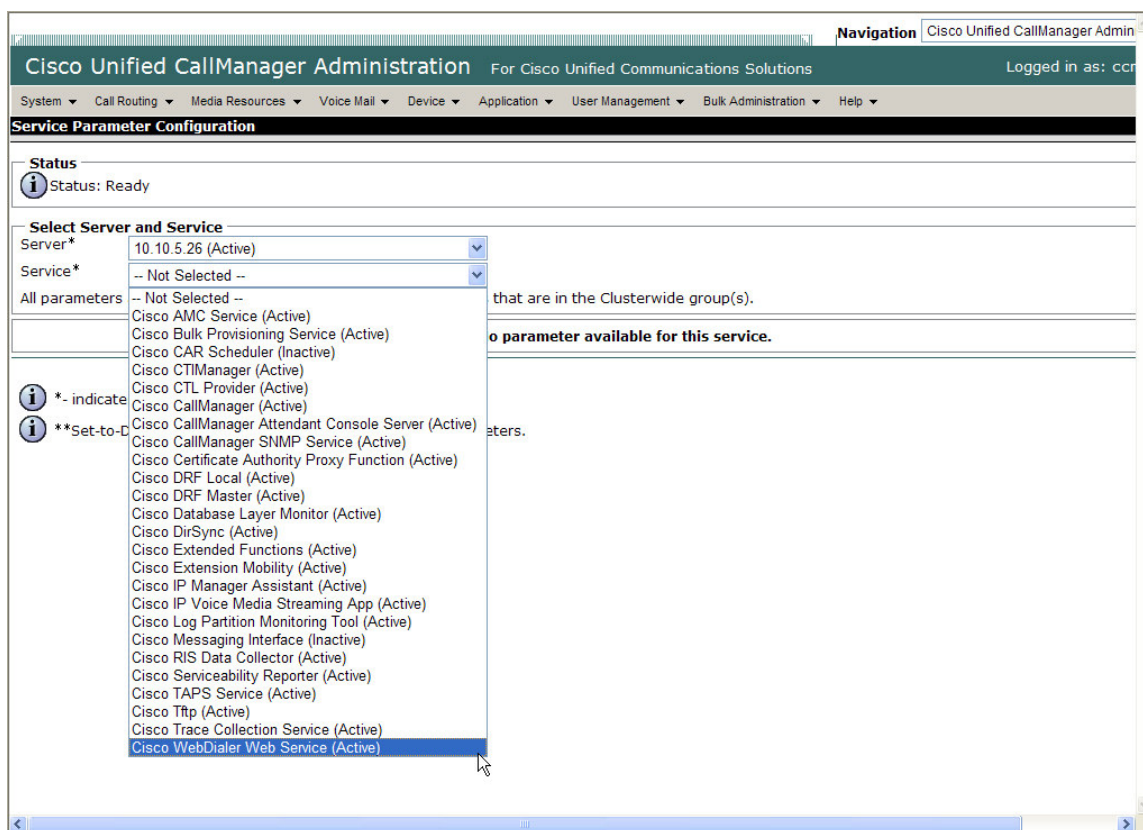 Navigation Cisco Unified CallManager Admin
Cisco Unified CallManager Administration For Cisco Unified Communications Solutions Logged in as: ccr
System Call Routing Media Resources Voice Mail Device Application User Management Bulk Administration Help
Service Parameter Configuration
Status
Status: Ready
Select Server and Service
Server* 10.10.5.26 (Active)
Service* -- Not Selected --
All parameters that are in the Clusterwide group(s).
-- Not Selected --
Cisco AMC Service (Active)
Cisco Bulk Provisioning Service (Active)
o parameter available for this service.
Cisco CAR Scheduler (Inactive)
Cisco CTIManager (Active)
Cisco CTL Provider (Active)
*- indicate
Cisco CallManager (Active)
Cisco CallManager Attendant Console Server (Active)
**Set-to-D eters.
Cisco CallManager SNMP Service (Active)
Cisco Certificate Authority Proxy Function (Active)
Cisco DRF Local (Active)
Cisco DRF Master (Active)
Cisco Database Layer Monitor (Active)
Cisco DirSync (Active)
Cisco Extended Functions (Active)
Cisco Extension Mobility (Active)
Cisco IP Manager Assistant (Active)
Cisco IP Voice Media Streaming App (Active)
Cisco Log Partition Monitoring Tool (Active)
Cisco Messaging Interface (Inactive)
Cisco RIS Data Collector (Active)
Cisco Serviceability Reporter (Active)
Cisco TAPS Service (Active)
Cisco Tftp (Active)
Cisco Trace Collection Service (Active)
Cisco WebDialer Web Service (Active)